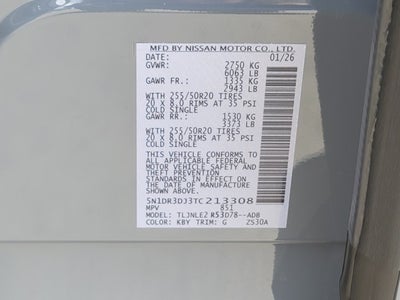 MFD BY NISSAN MOTOR CO., LTD.
DATE: 01/26
GVWR: 2750 KG
6063 LB
GAWR FR.: 1335 KG
2943 LB
WITH 255/50R20 TIRES
20 x 8.0 RIMS AT 35 PSI
COLD SINGLE
GAWR RR.: 1530 KG
3373 LB
WITH 255/50R20 TIRES
20 x 8.0 RIMS AT 35 PSI
COLD SINGLE
THIS VEHICLE CONFORMS TO
ALL APPLICABLE FEDERAL
MOTOR VEHICLE SAFETY AND
THEFT PREVENTION
STANDARDS IN EFFECT ON
THE DATE OF MANUFACTURE
SHOWN ABOVE.
5N1DR3DJ3TC213308
MPV 851
MODEL: TLJNLE2 R53D78--ADB
COLOR: KBY TRIM: G ZS30A